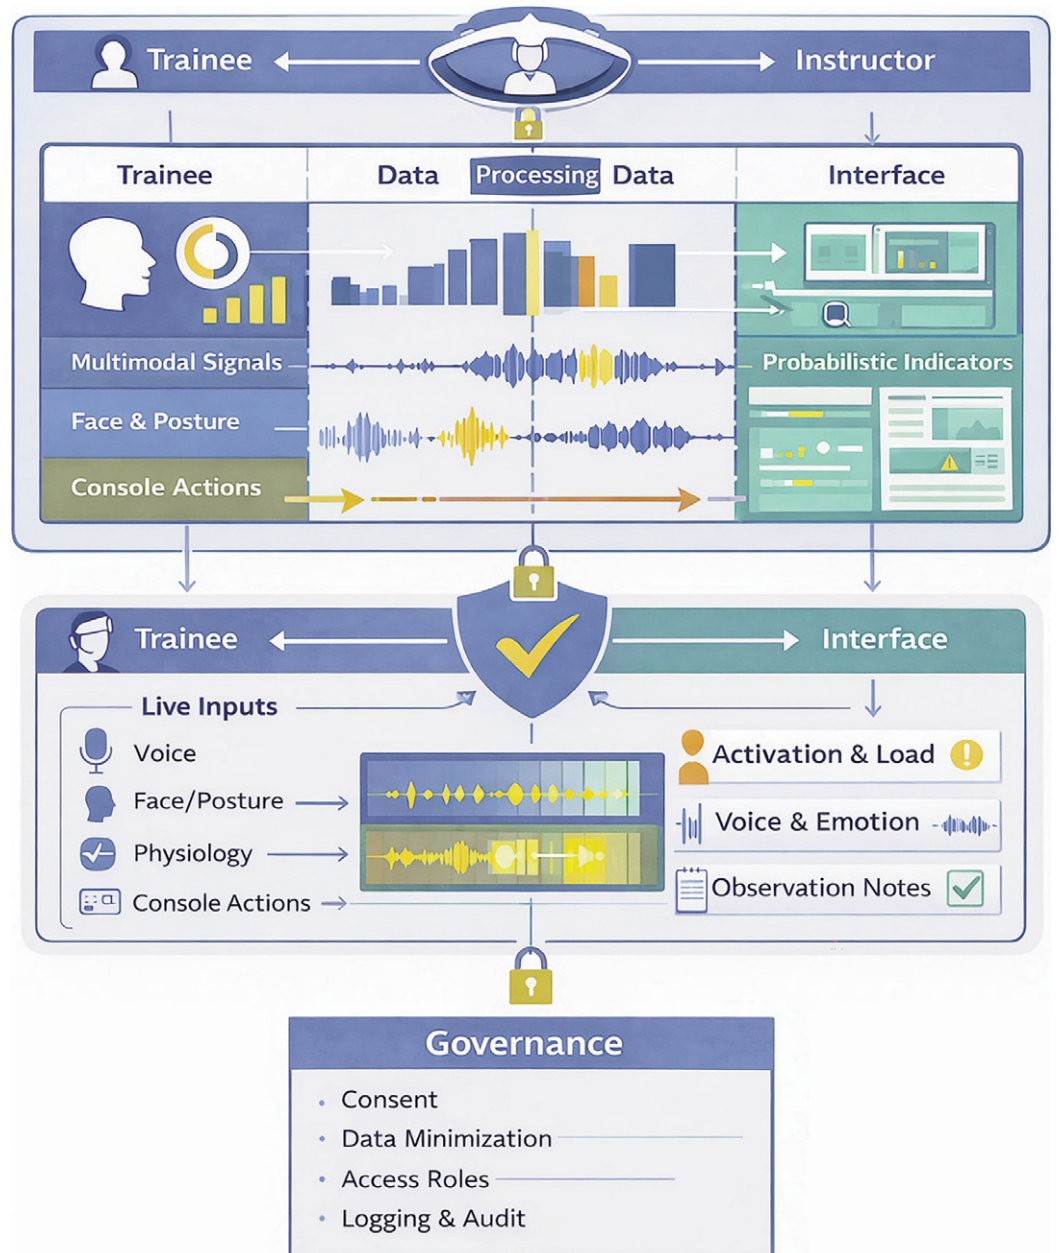 Trainee
Instructor
Trainee
Data
Processing
Data
Interface
Multimodal Signals
Probabilistic Indicators
Face & Posture
Console Actions
Trainee
Interface
Live Inputs
Voice
Face/Posture
Physiology
Console Actions
Activation & Load
Voice & Emotion
Observation Notes
Governance
• Consent
• Data Minimization
• Access Roles
• Logging & Audit